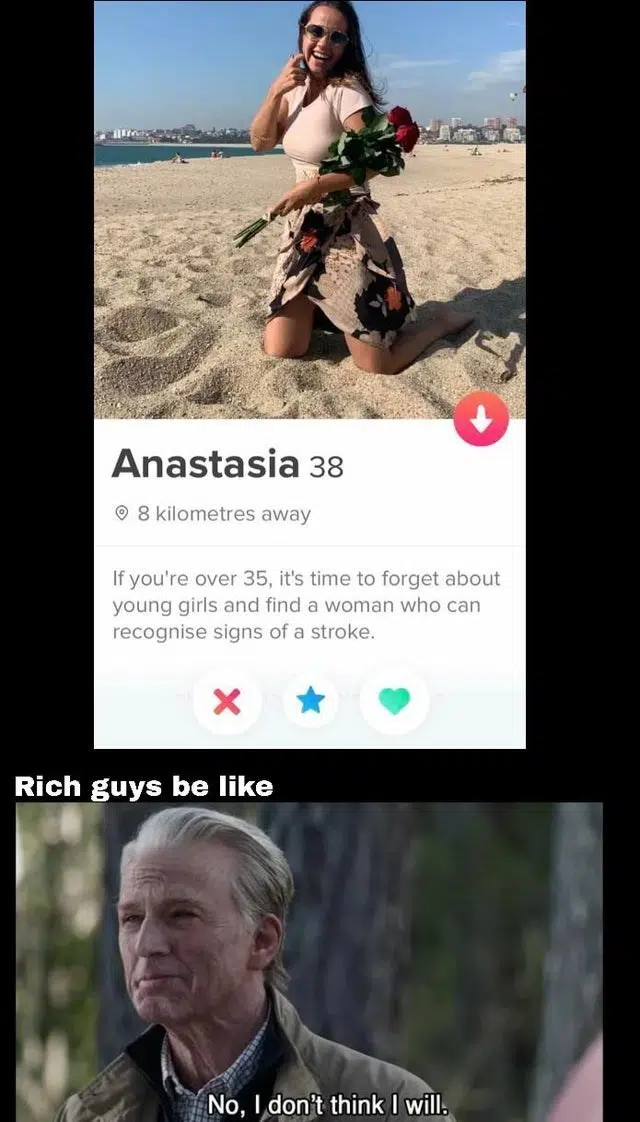 Anastasia 38
8 kilometres away
If you're over 35, it's time to forget about
young girls and find a woman who can
recognise signs of a stroke.
Rich guys be like
No, I don't think I will.